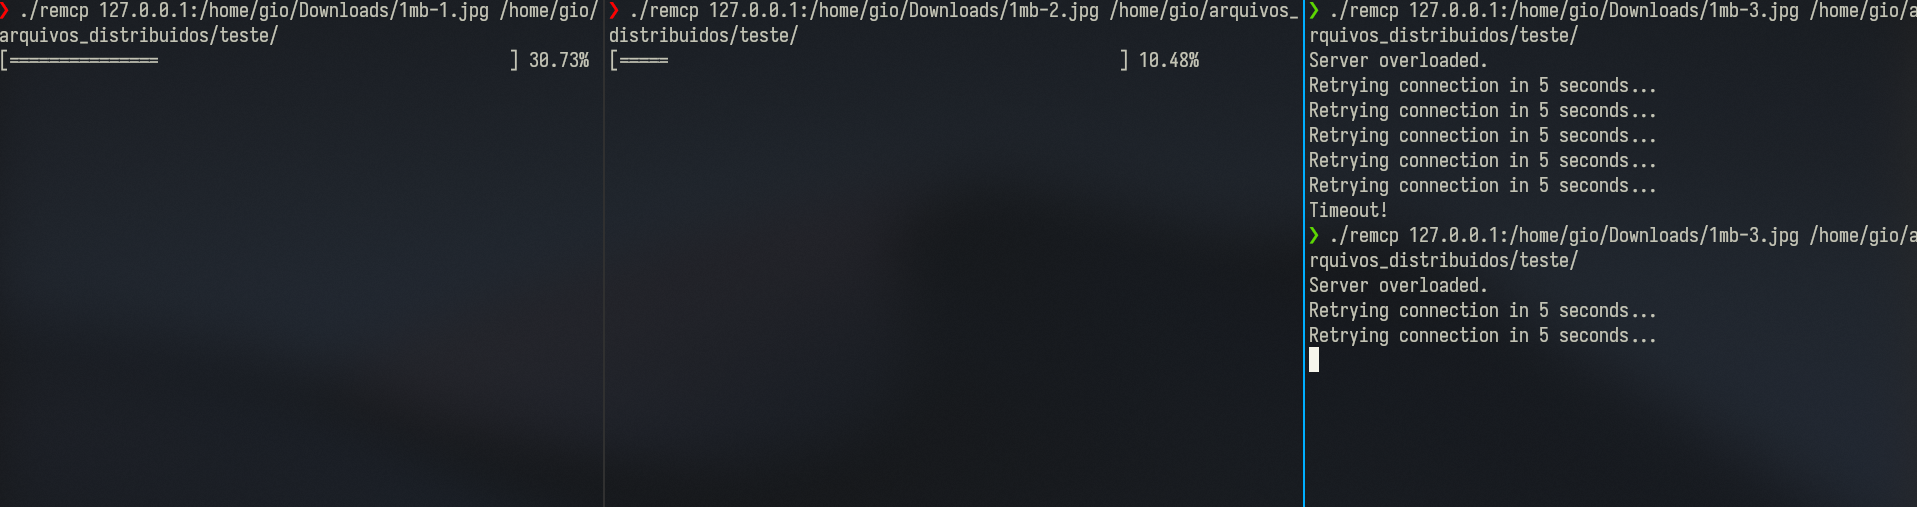 ❯ ./remcp 127.0.0.1:/home/gio/Downloads/1mb-1.jpg /home/gio/
arquivos_distribuidos/teste/
[===============                                   ] 30.73%
❯ ./remcp 127.0.0.1:/home/gio/Downloads/1mb-2.jpg /home/gio/arquivos_
distribuidos/teste/
[=====                                             ] 10.48%
❯ ./remcp 127.0.0.1:/home/gio/Downloads/1mb-3.jpg /home/gio/a
rquivos_distribuidos/teste/
Server overloaded.
Retrying connection in 5 seconds...
Retrying connection in 5 seconds...
Retrying connection in 5 seconds...
Retrying connection in 5 seconds...
Retrying connection in 5 seconds...
Timeout!
❯ ./remcp 127.0.0.1:/home/gio/Downloads/1mb-3.jpg /home/gio/a
rquivos_distribuidos/teste/
Server overloaded.
Retrying connection in 5 seconds...
Retrying connection in 5 seconds...